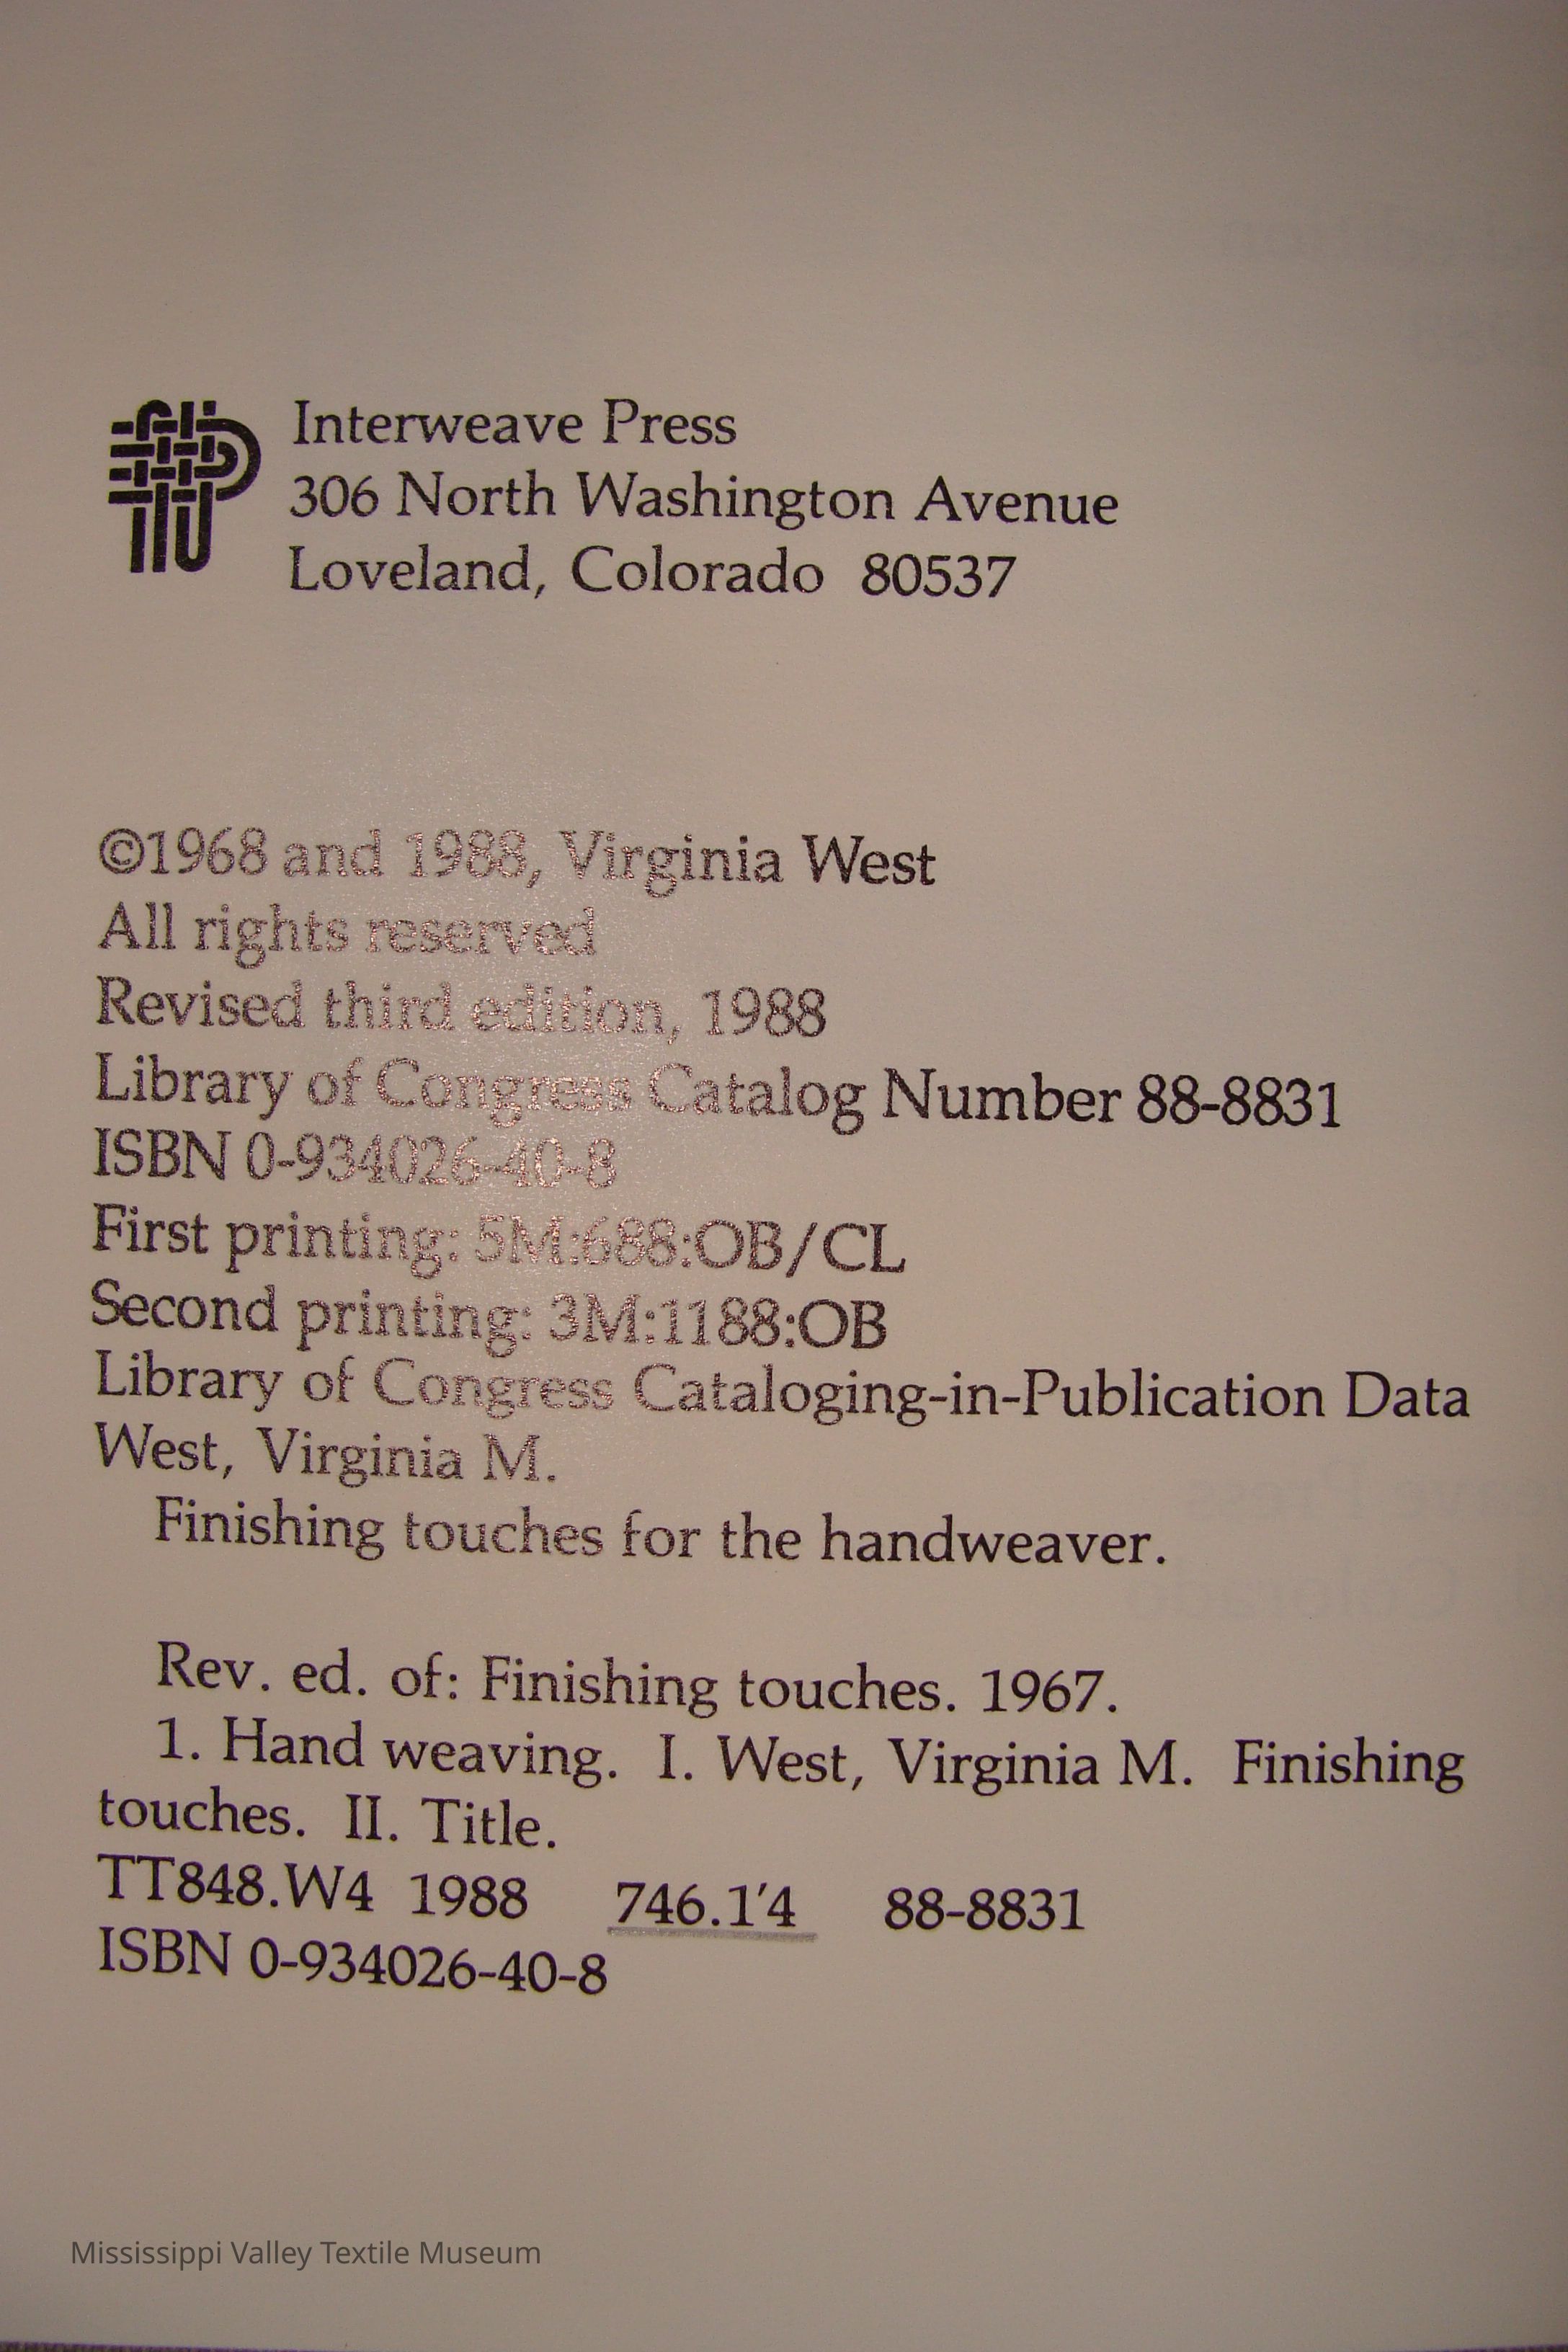 Interweave Press
306 North Washington Avenue
Loveland, Colorado 80537
©1968 and 1988, Virginia West
All rights reserved
Revised third edition, 1988
Library of Congress Catalog Number 88-8831
ISBN 0-934026-40-8
First printing: 5M:688:OB/CL
Second printing: 3M:1188:OB
Library of Congress Cataloging-in-Publication Data
West, Virginia M.
Finishing touches for the handweaver.
Rev. ed. of: Finishing touches. 1967.
1. Hand weaving. I. West, Virginia M. Finishing
touches. II. Title.
TT848.W4 1988 746.1'4 88-8831
ISBN 0-934026-40-8
Mississippi Valley Textile Museum